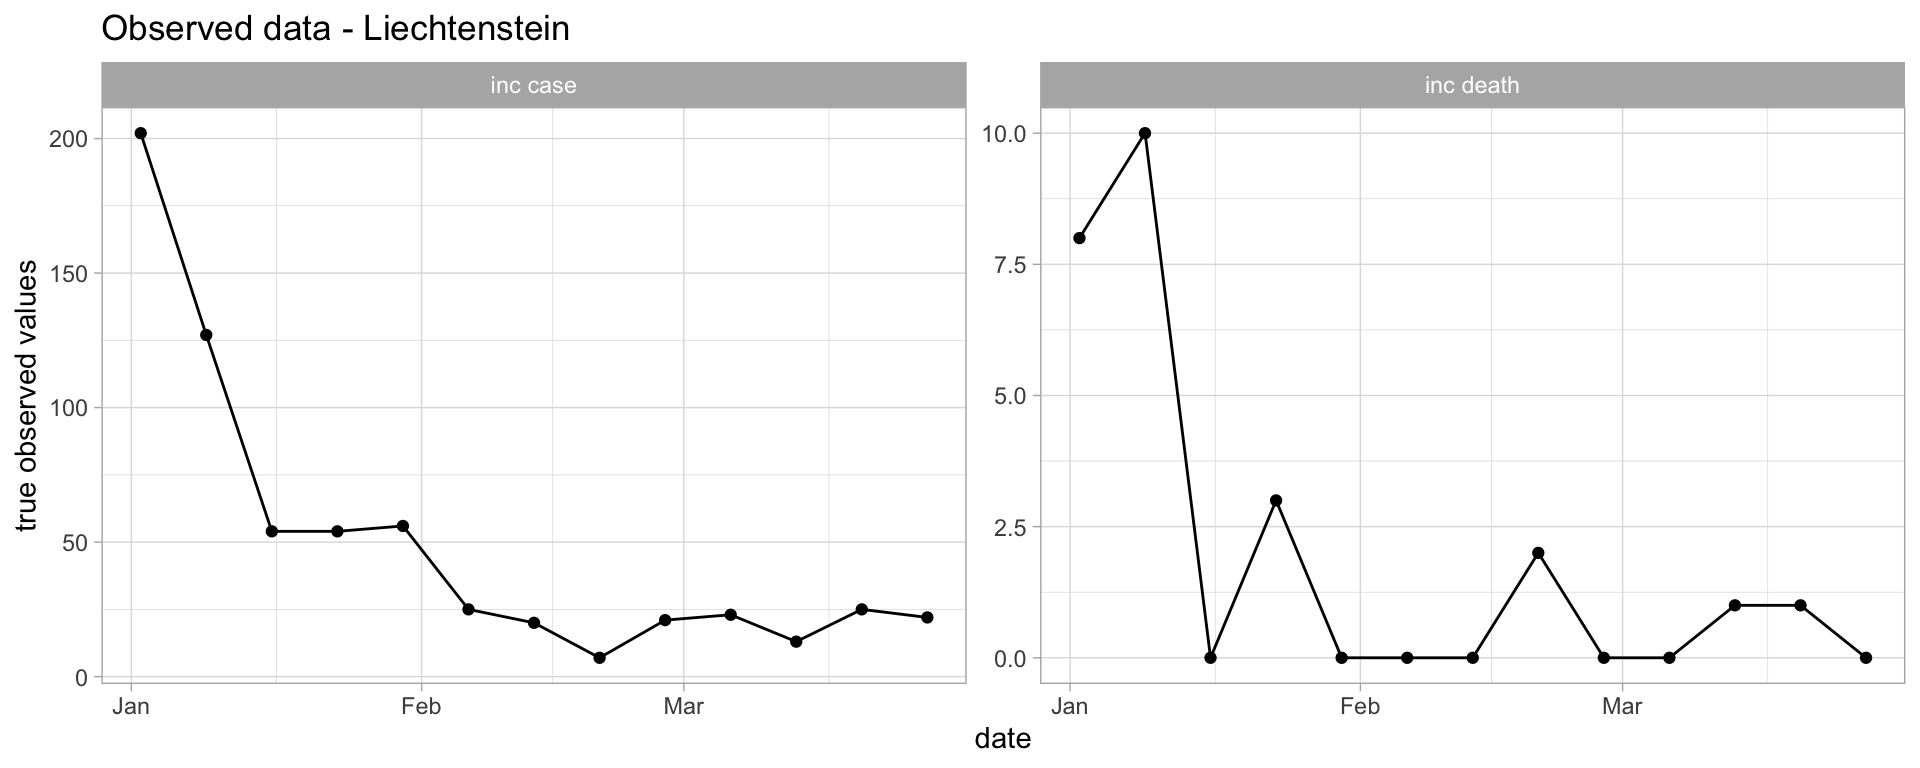 Observed data - Liechtenstein
inc case
inc death
true observed values
200
150
100
50
0
Jan
Feb
Mar
10.0
7.5
5.0
2.5
0.0
Jan
Feb
Mar
date